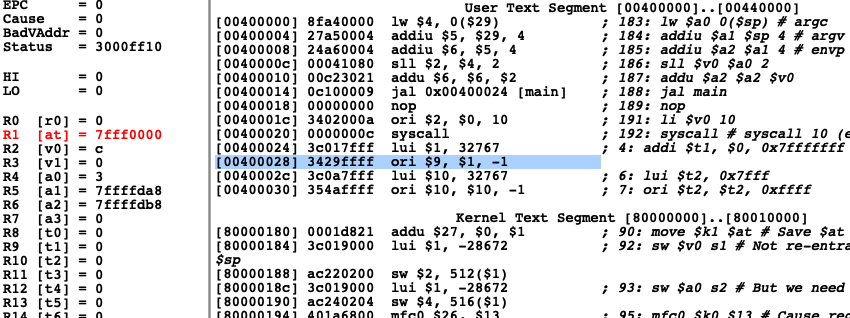 EPC = 0
Cause = 0
BadVAddr = 0
Status = 3000ff10
HI = 0
LO = 0
R0 [r0] = 0
R1 [at] = 7fff0000
R2 [v0] = c
R3 [v1] = 0
R4 [a0] = 3
R5 [a1] = 7ffffda8
R6 [a2] = 7ffffdb8
R7 [a3] = 0
R8 [t0] = 0
R9 [t1] = 0
R10 [t2] = 0
R11 [t3] = 0
R12 [t4] = 0
R13 [t5] = 0
R14 [t6] = 0
User Text Segment [00400000]..[00440000]
[00400000] 8fa40000 lw $4, 0($29) ; 183: lw $a0 0($sp) # argc
[00400004] 27a50004 addiu $5, $29, 4 ; 184: addiu $a1 $sp 4 # argv
[00400008] 24a60004 addiu $6, $5, 4 ; 185: addiu $a2 $a1 4 # envp
[0040000c] 00041080 sll $2, $4, 2 ; 186: sll $v0 $a0 2
[00400010] 00c23021 addu $6, $6, $2 ; 187: addu $a2 $a2 $v0
[00400014] 0c100009 jal 0x00400024 [main] ; 188: jal main
[00400018] 00000000 nop ; 189: nop
[0040001c] 3402000a ori $2, $0, 10 ; 191: li $v0 10
[00400020] 0000000c syscall ; 192: syscall # syscall 10 (e
[00400024] 3c017fff lui $1, 32767 ; 4: addi $t1, $0, 0x7fffffff
[00400028] 3429ffff ori $9, $1, -1
[0040002c] 3c0a7fff lui $10, 32767 ; 6: lui $t2, 0x7fff
[00400030] 354affff ori $10, $10, -1 ; 7: ori $t2, $t2, 0xffff
Kernel Text Segment [80000000]..[80010000]
[80000180] 0001d821 addu $27, $0, $1 ; 90: move $k1 $at # Save $at
[80000184] 3c019000 lui $1, -28672 ; 92: sw $v0 s1 # Not re-entra
$sp
[80000188] ac220200 sw $2, 512($1)
[8000018c] 3c019000 lui $1, -28672 ; 93: sw $a0 s2 # But we need
[80000190] ac240204 sw $4, 516($1)
[80000194] 401a6800 mfc0 $26, $13 ; 95: mfc0 $k0 $13 # Cause reg